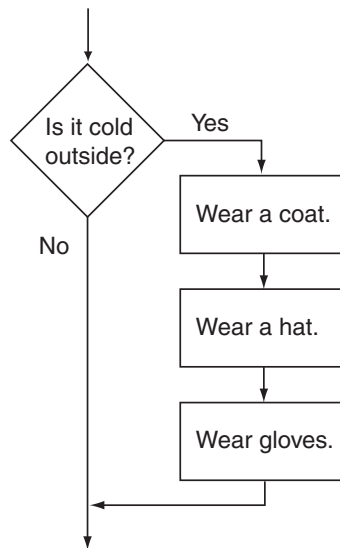 Is it cold
outside?
Yes
No
Wear a coat.
Wear a hat.
Wear gloves.